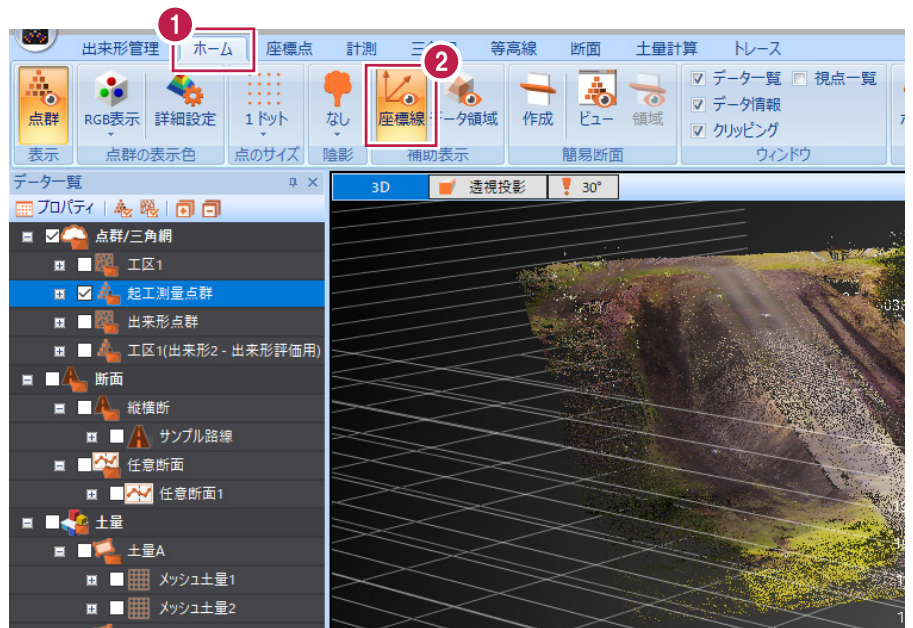 1
出来形管理 ホーム 座標点 計測 等高線 断面 土量計算 トレース
2
点群 RGB表示 詳細設定 1 ドット なし 座標線 データ領域 作成 ビュー 領域
データ一覧 視点一覧
データ情報
クリッピング
表示 点群の表示色 点のサイズ 陰影 補助表示 簡易断面 ウィンドウ
データ一覧
3D 透視投影 30°
プロパティ
点群/三角網
工区1
起工測量点群
出来形点群
工区1(出来形2 - 出来形評価用)
断面
縦横断
サンプル路線
任意断面
任意断面1
土量
土量A
メッシュ土量1
メッシュ土量2